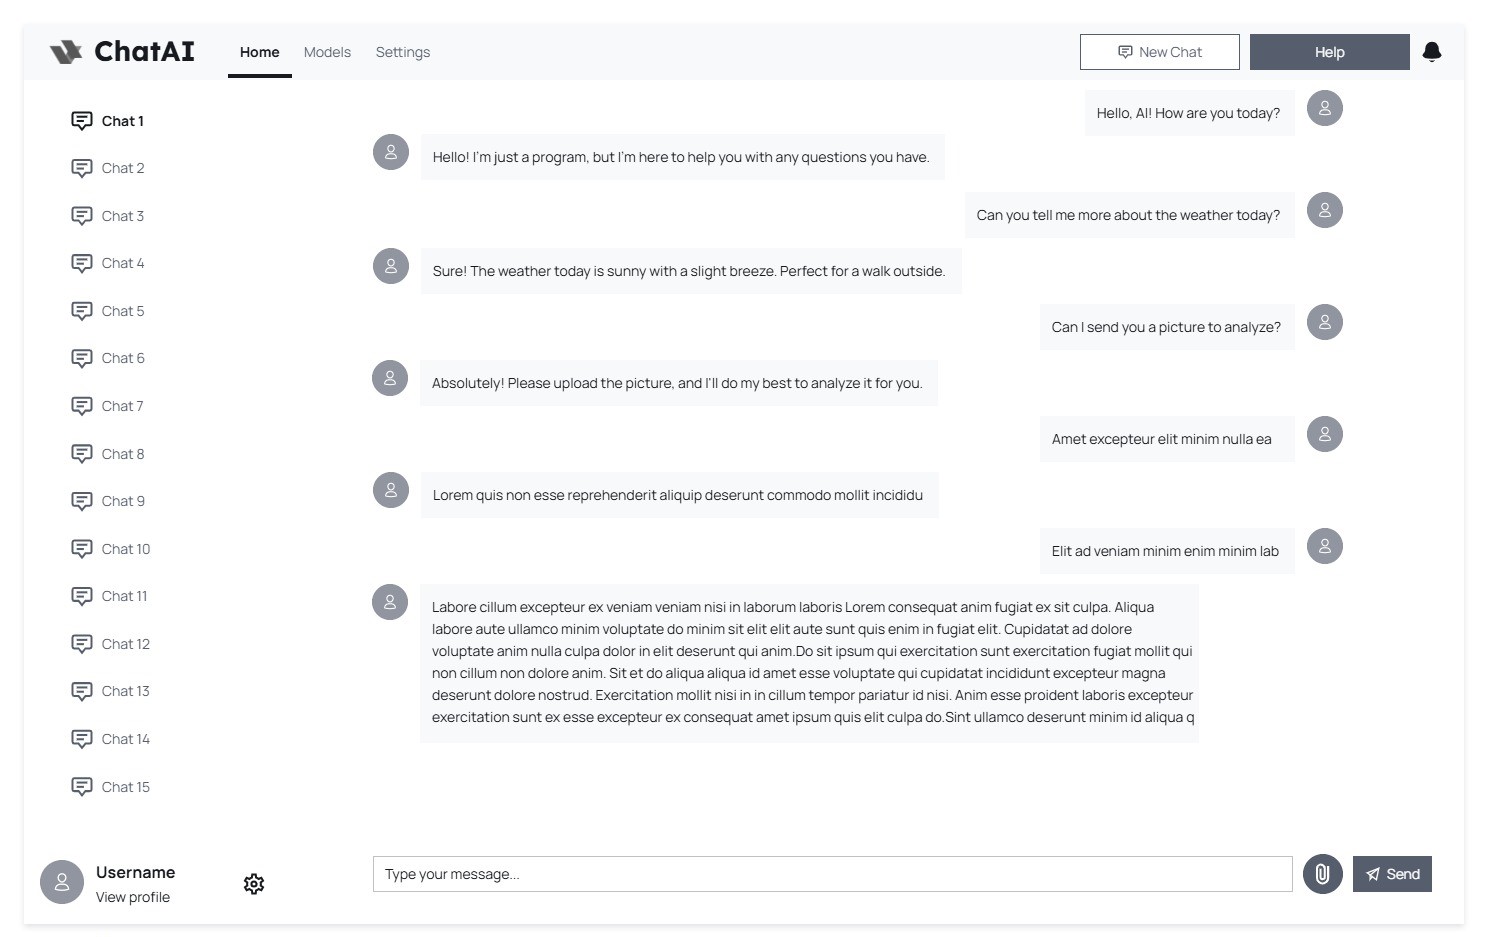 ChatAI
Home
Models
Settings
New Chat
Help
Chat 1
Chat 2
Chat 3
Chat 4
Chat 5
Chat 6
Chat 7
Chat 8
Chat 9
Chat 10
Chat 11
Chat 12
Chat 13
Chat 14
Chat 15
Username
View profile
Hello, AI! How are you today?
Hello! I'm just a program, but I'm here to help you with any questions you have.
Can you tell me more about the weather today?
Sure! The weather today is sunny with a slight breeze. Perfect for a walk outside.
Can I send you a picture to analyze?
Absolutely! Please upload the picture, and I'll do my best to analyze it for you.
Amet excepteur elit minim nulla ea
Lorem quis non esse reprehenderit aliquip deserunt commodo mollit incididu
Elit ad veniam minim enim minim lab
Labore cillum excepteur ex veniam veniam nisi in laborum laboris Lorem consequat anim fugiat ex sit culpa. Aliqua
labore aute ullamco minim voluptate do minim sit elit elit aute sunt quis enim in fugiat elit. Cupidatat ad dolore
voluptate anim nulla culpa dolor in elit deserunt qui anim.Do sit ipsum qui exercitation sunt exercitation fugiat mollit qui
non cillum non dolore anim. Sit et do aliqua aliqua id amet esse voluptate qui cupidatat incididunt excepteur magna
deserunt dolore nostrud. Exercitation mollit nisi in in cillum tempor pariatur id nisi. Anim esse proident laboris excepteur
exercitation sunt ex esse excepteur ex consequat amet ipsum quis elit culpa do.Sint ullamco deserunt minim id aliqua q
Type your message...
Send